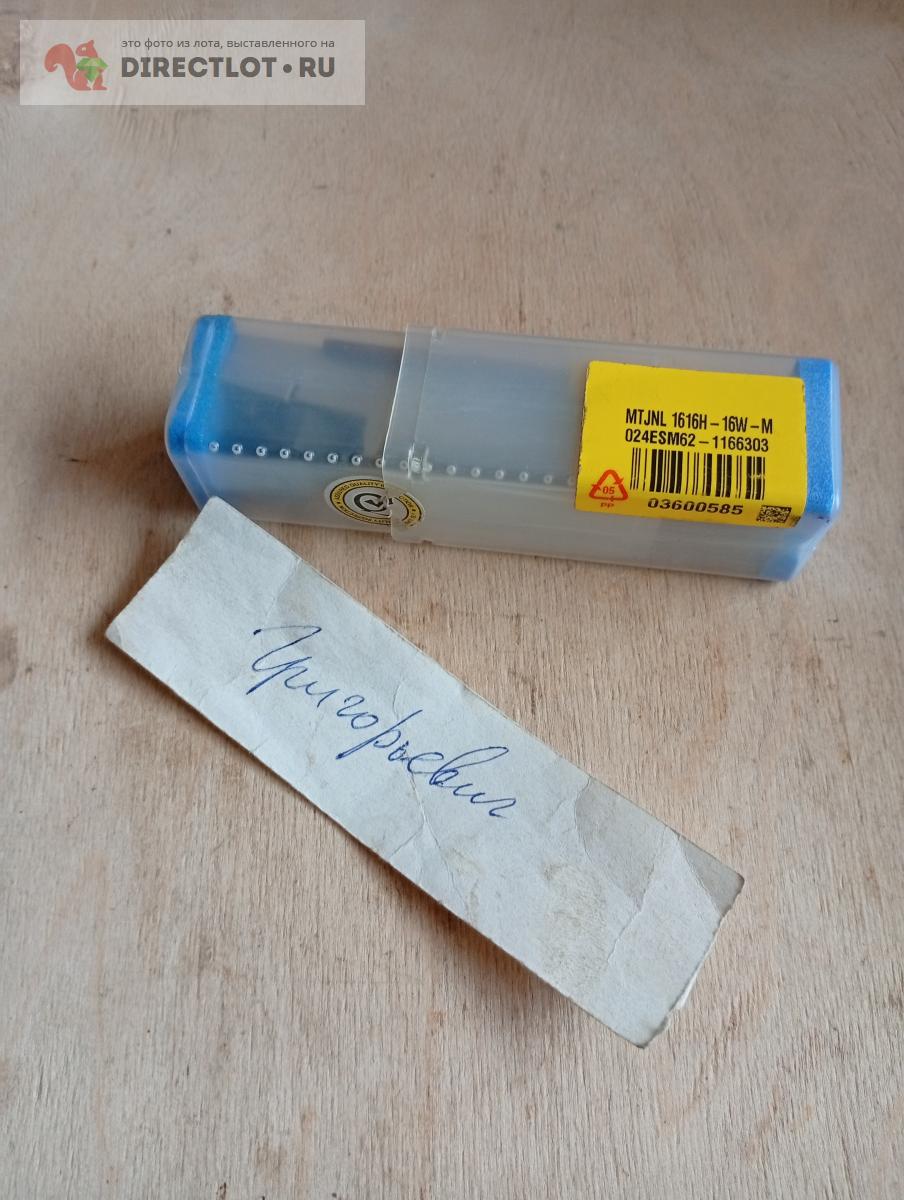 это фото из лота, выставленного на
DIRECTLOT•RU
MTJNL 1616H-16W-M
024ESM62-1166303
05
PP
03600585
Григорьевич